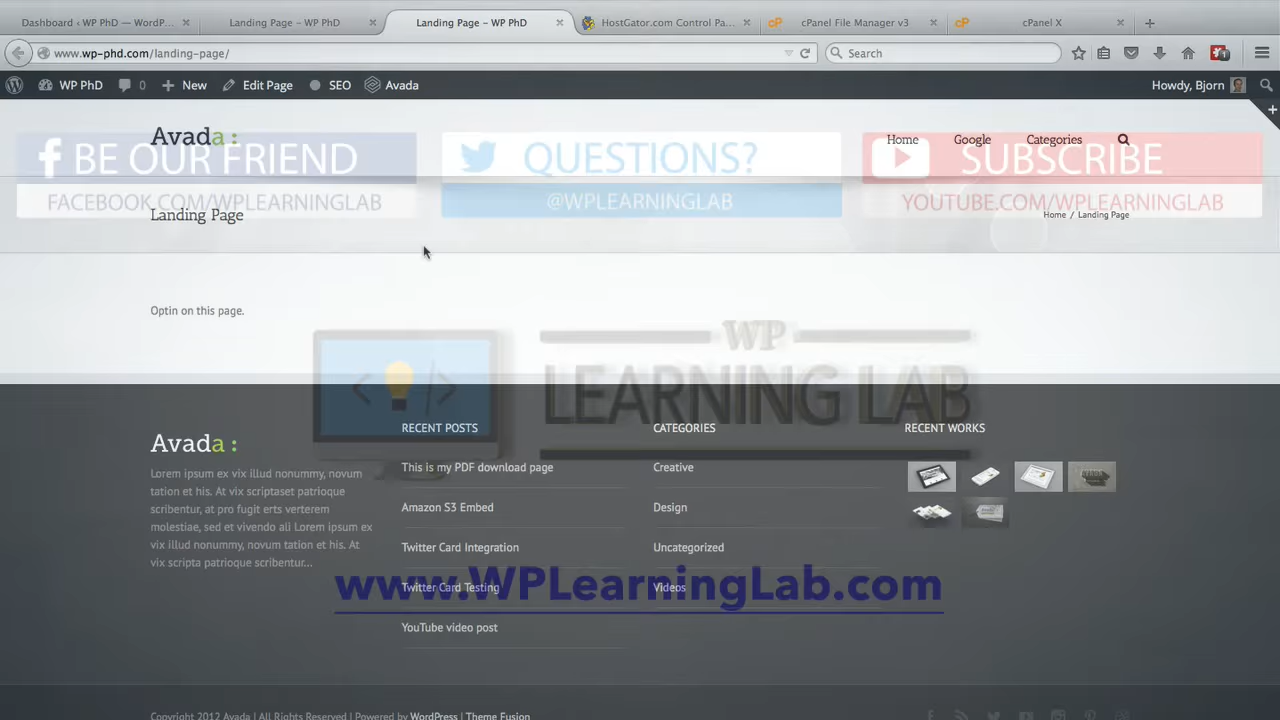 Dashboard ‹ WP PhD — WordP...
Landing Page – WP PhD
Landing Page – WP PhD
HostGator.com Control Pa...
cPanel File Manager v3
cPanel X
www.wp-phd.com/landing-page/
Search
WP PhD
0
New
Edit Page
SEO
Avada
Howdy, Bjorn
Avada :
Home
Google
Categories
BE OUR FRIEND
QUESTIONS?
SUBSCRIBE
FACEBOOK.COM/WPLEARNINGLAB
@WPLEARNINGLAB
YOUTUBE.COM/WPLEARNINGLAB
Landing Page
Home / Landing Page
Optin on this page.
WP
LEARNING LAB
Avada :
Lorem ipsum ex vix illud nonummy, novum
tation et his. At vix scriptaset patrioque
scribentur, at pro fugit erts verterem
molestiae, sed et vivendo ali Lorem ipsum ex
vix illud nonummy, novum tation et his. At
vix scripta patrioque scribentur...
RECENT POSTS
This is my PDF download page
Amazon S3 Embed
Twitter Card Integration
Twitter Card Testing
YouTube video post
CATEGORIES
Creative
Design
Uncategorized
Videos
RECENT WORKS
www.WPLearningLab.com
Copyright 2012 Avada | All Rights Reserved | Powered by WordPress | Theme Fusion